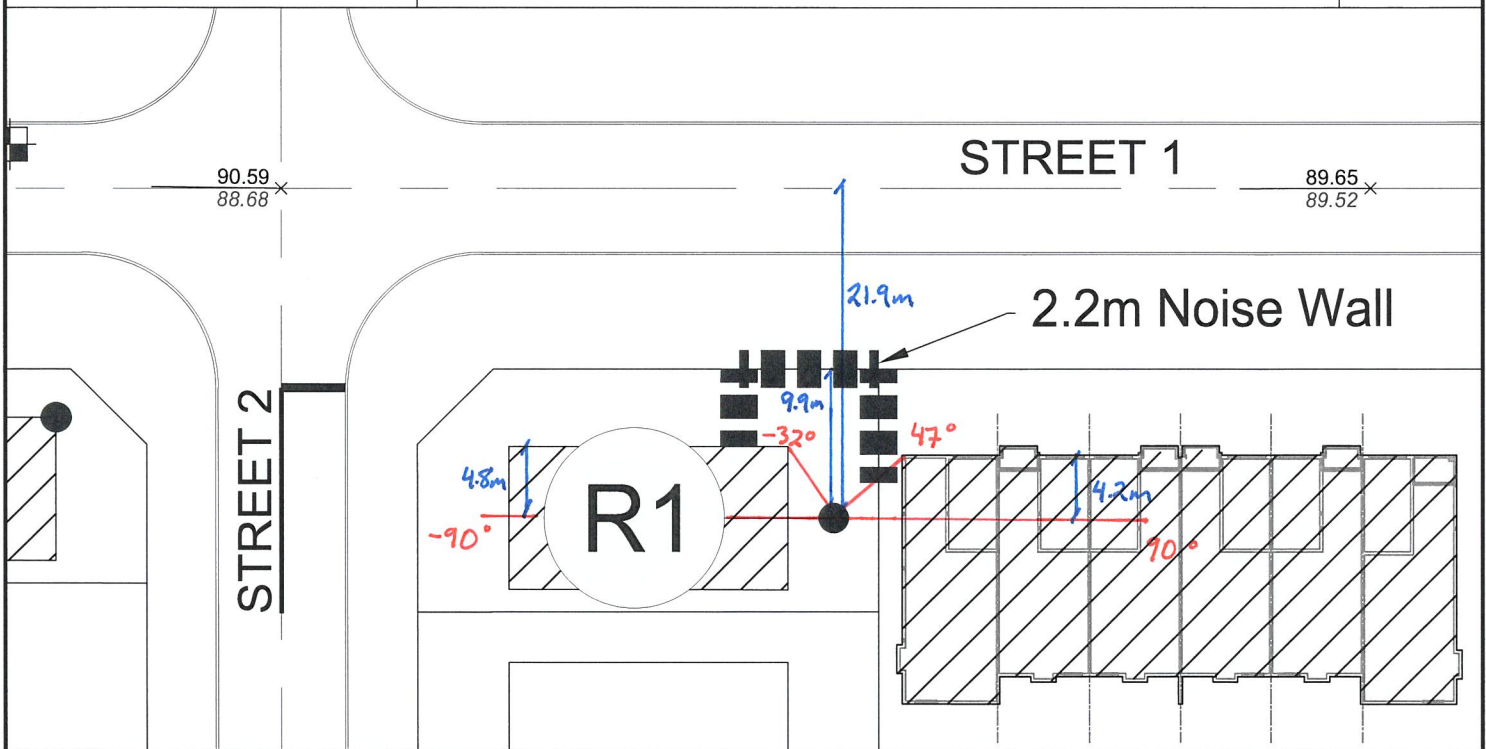 STREET 1
90.59
88.68
89.65
89.52
21.9m
2.2m Noise Wall
9.9m
-32°
47°
STREET 2
4.8m
R1
4.2m
-90°
90°